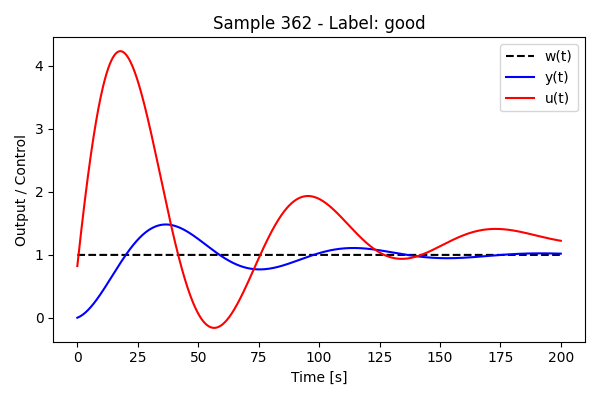 Sample 362 - Label: good
w(t)
y(t)
u(t)
Output / Control
4
3
2
1
0
0 25 50 75 100 125 150 175 200
Time [s]